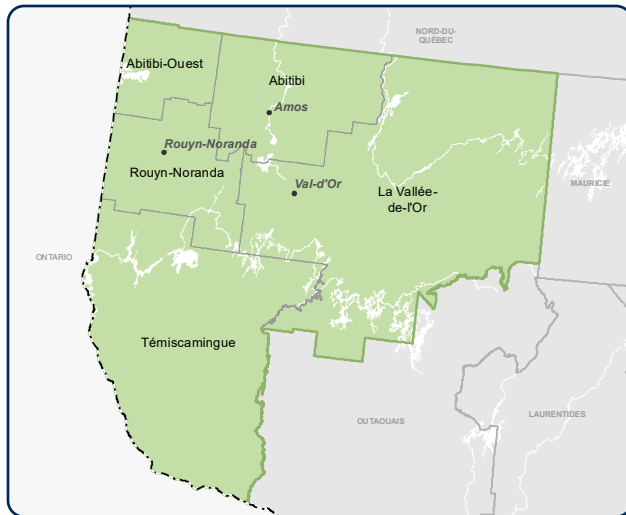 NORD-DU-
QUÉBEC
Abitibi-Ouest
Abitibi
Amos
Rouyn-Noranda
Rouyn-Noranda
Val-d'Or
La Vallée-
de-l'Or
MAURICIE
ONTARIO
Témiscamingue
OUTAOUAIS
LAURENTIDES